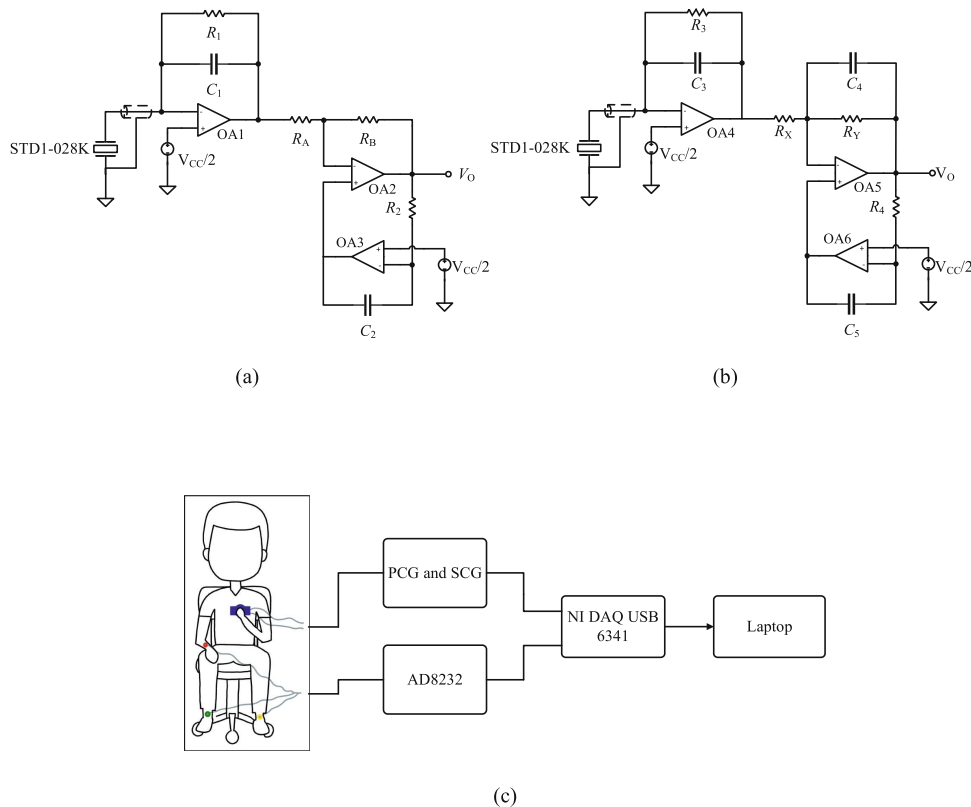 R1
C1
STD1-028K
OA1
VCC/2
RA
RB
OA2
VO
R2
OA3
VCC/2
C2
(a)
R3
C3
STD1-028K
OA4
VCC/2
RX
C4
RY
OA5
VO
R4
OA6
VCC/2
C5
(b)
PCG and SCG
AD8232
NI DAQ USB
6341
Laptop
(c)